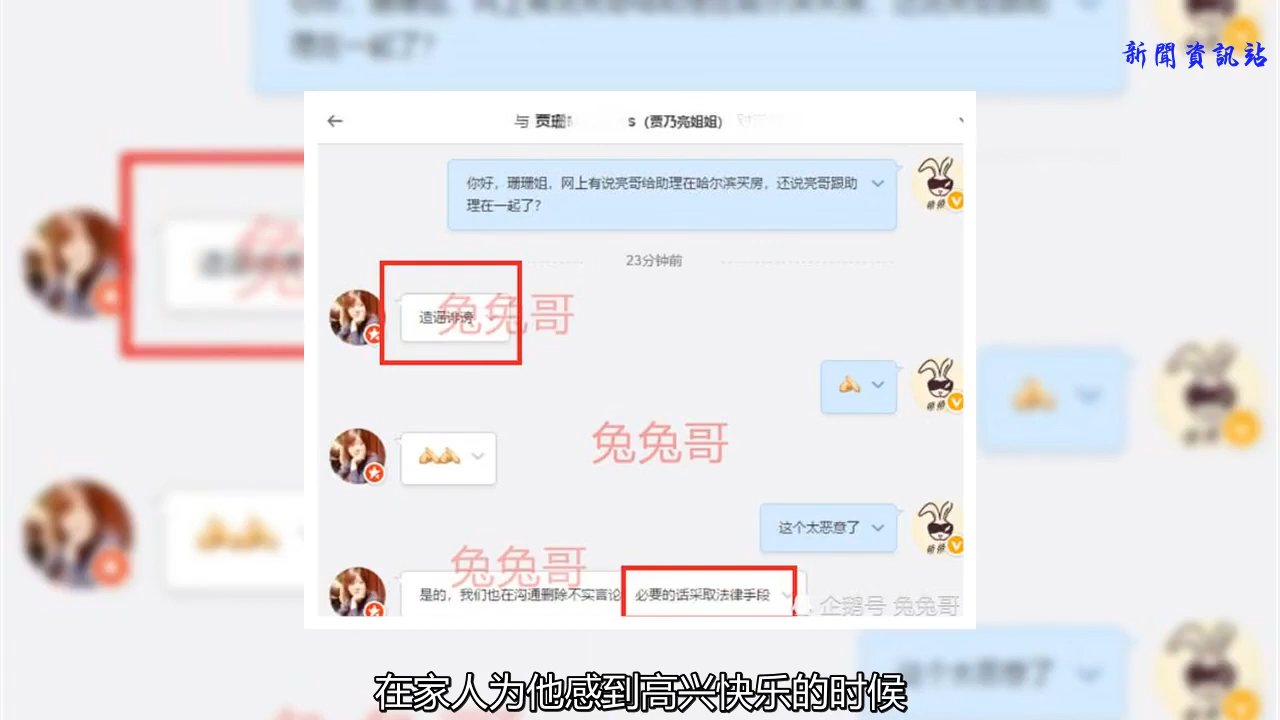 新聞資訊站
与 贾珊 s (贾乃亮姐姐) 对
你好，珊珊姐，网上有说亮哥给助理在哈尔滨买房，还说亮哥跟助
理在一起了？
23分钟前
造谣诽谤
兔兔哥
兔兔哥
这个太恶意了
兔兔哥
是的，我们也在沟通删除不实言论 必要的话采取法律手段
企鹅号 兔兔哥
在家人为他感到高兴快乐的时候